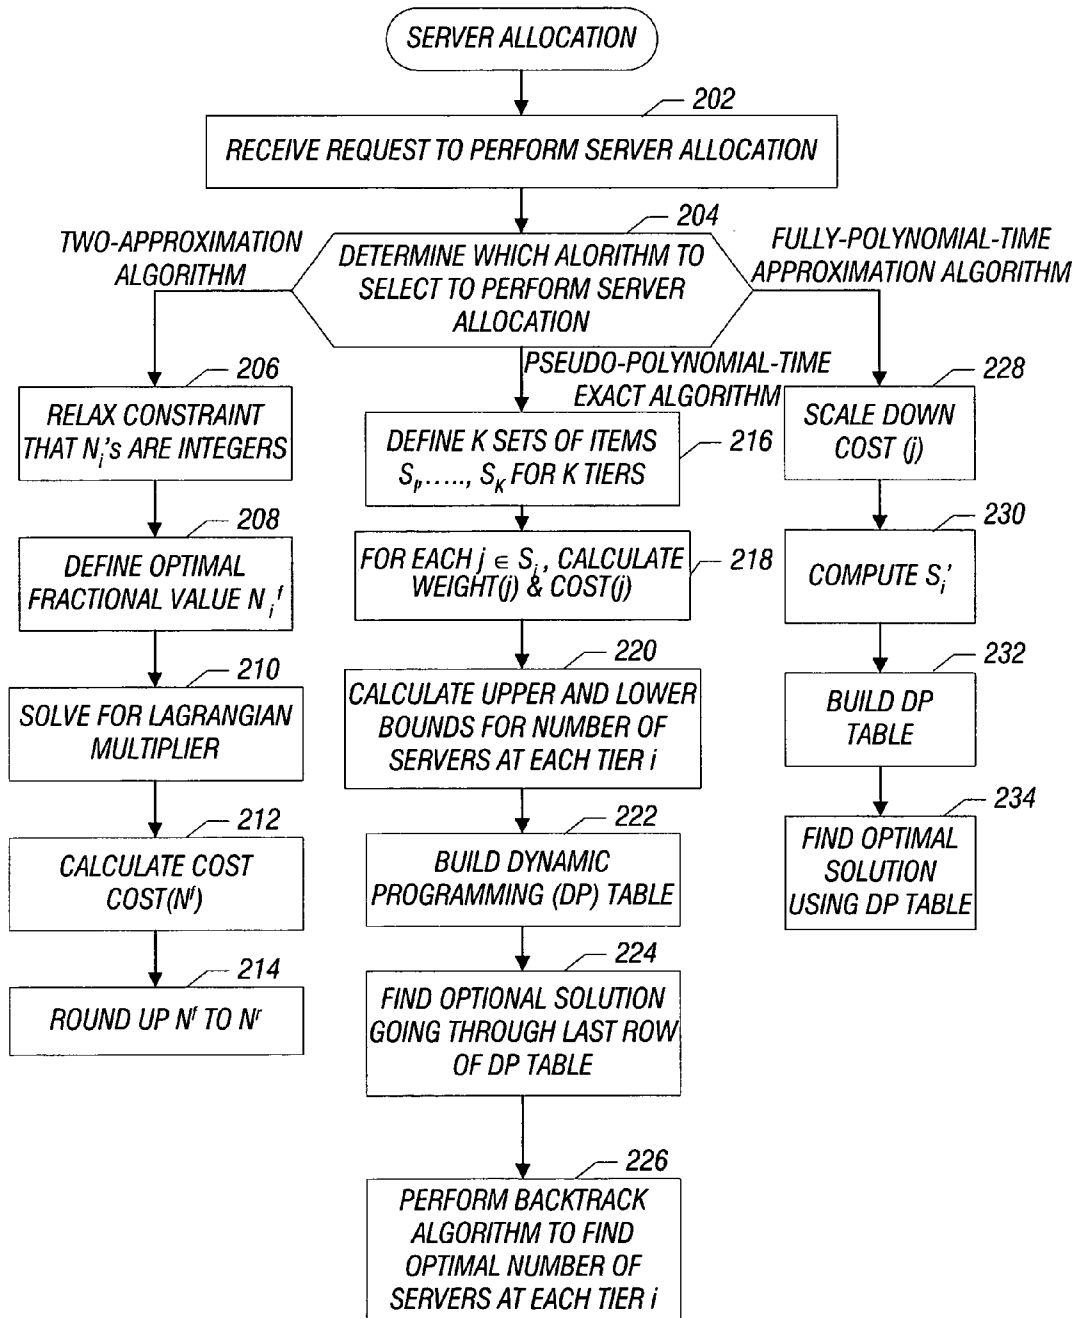 SERVER ALLOCATION
202
RECEIVE REQUEST TO PERFORM SERVER ALLOCATION
204
TWO-APPROXIMATION
ALGORITHM
DETERMINE WHICH ALORITHM TO
SELECT TO PERFORM SERVER
ALLOCATION
FULLY-POLYNOMIAL-TIME
APPROXIMATION ALGORITHM
PSEUDO-POLYNOMIAL-TIME
EXACT ALGORITHM
206
RELAX CONSTRAINT
THAT Nᵢ's ARE INTEGERS
208
DEFINE OPTIMAL
FRACTIONAL VALUE Nᵢᶠ
210
SOLVE FOR LAGRANGIAN
MULTIPLIER
212
CALCULATE COST
COST(Nᶠ)
214
ROUND UP Nᶠ TO Nʳ
216
DEFINE K SETS OF ITEMS
S₁,....., S_K FOR K TIERS
218
FOR EACH j ∈ Sᵢ, CALCULATE
WEIGHT(j) & COST(j)
220
CALCULATE UPPER AND LOWER
BOUNDS FOR NUMBER OF
SERVERS AT EACH TIER i
222
BUILD DYNAMIC
PROGRAMMING (DP) TABLE
224
FIND OPTIONAL SOLUTION
GOING THROUGH LAST ROW
OF DP TABLE
226
PERFORM BACKTRACK
ALGORITHM TO FIND
OPTIMAL NUMBER OF
SERVERS AT EACH TIER i
228
SCALE DOWN
COST (j)
230
COMPUTE Sᵢ'
232
BUILD DP
TABLE
234
FIND OPTIMAL
SOLUTION
USING DP TABLE